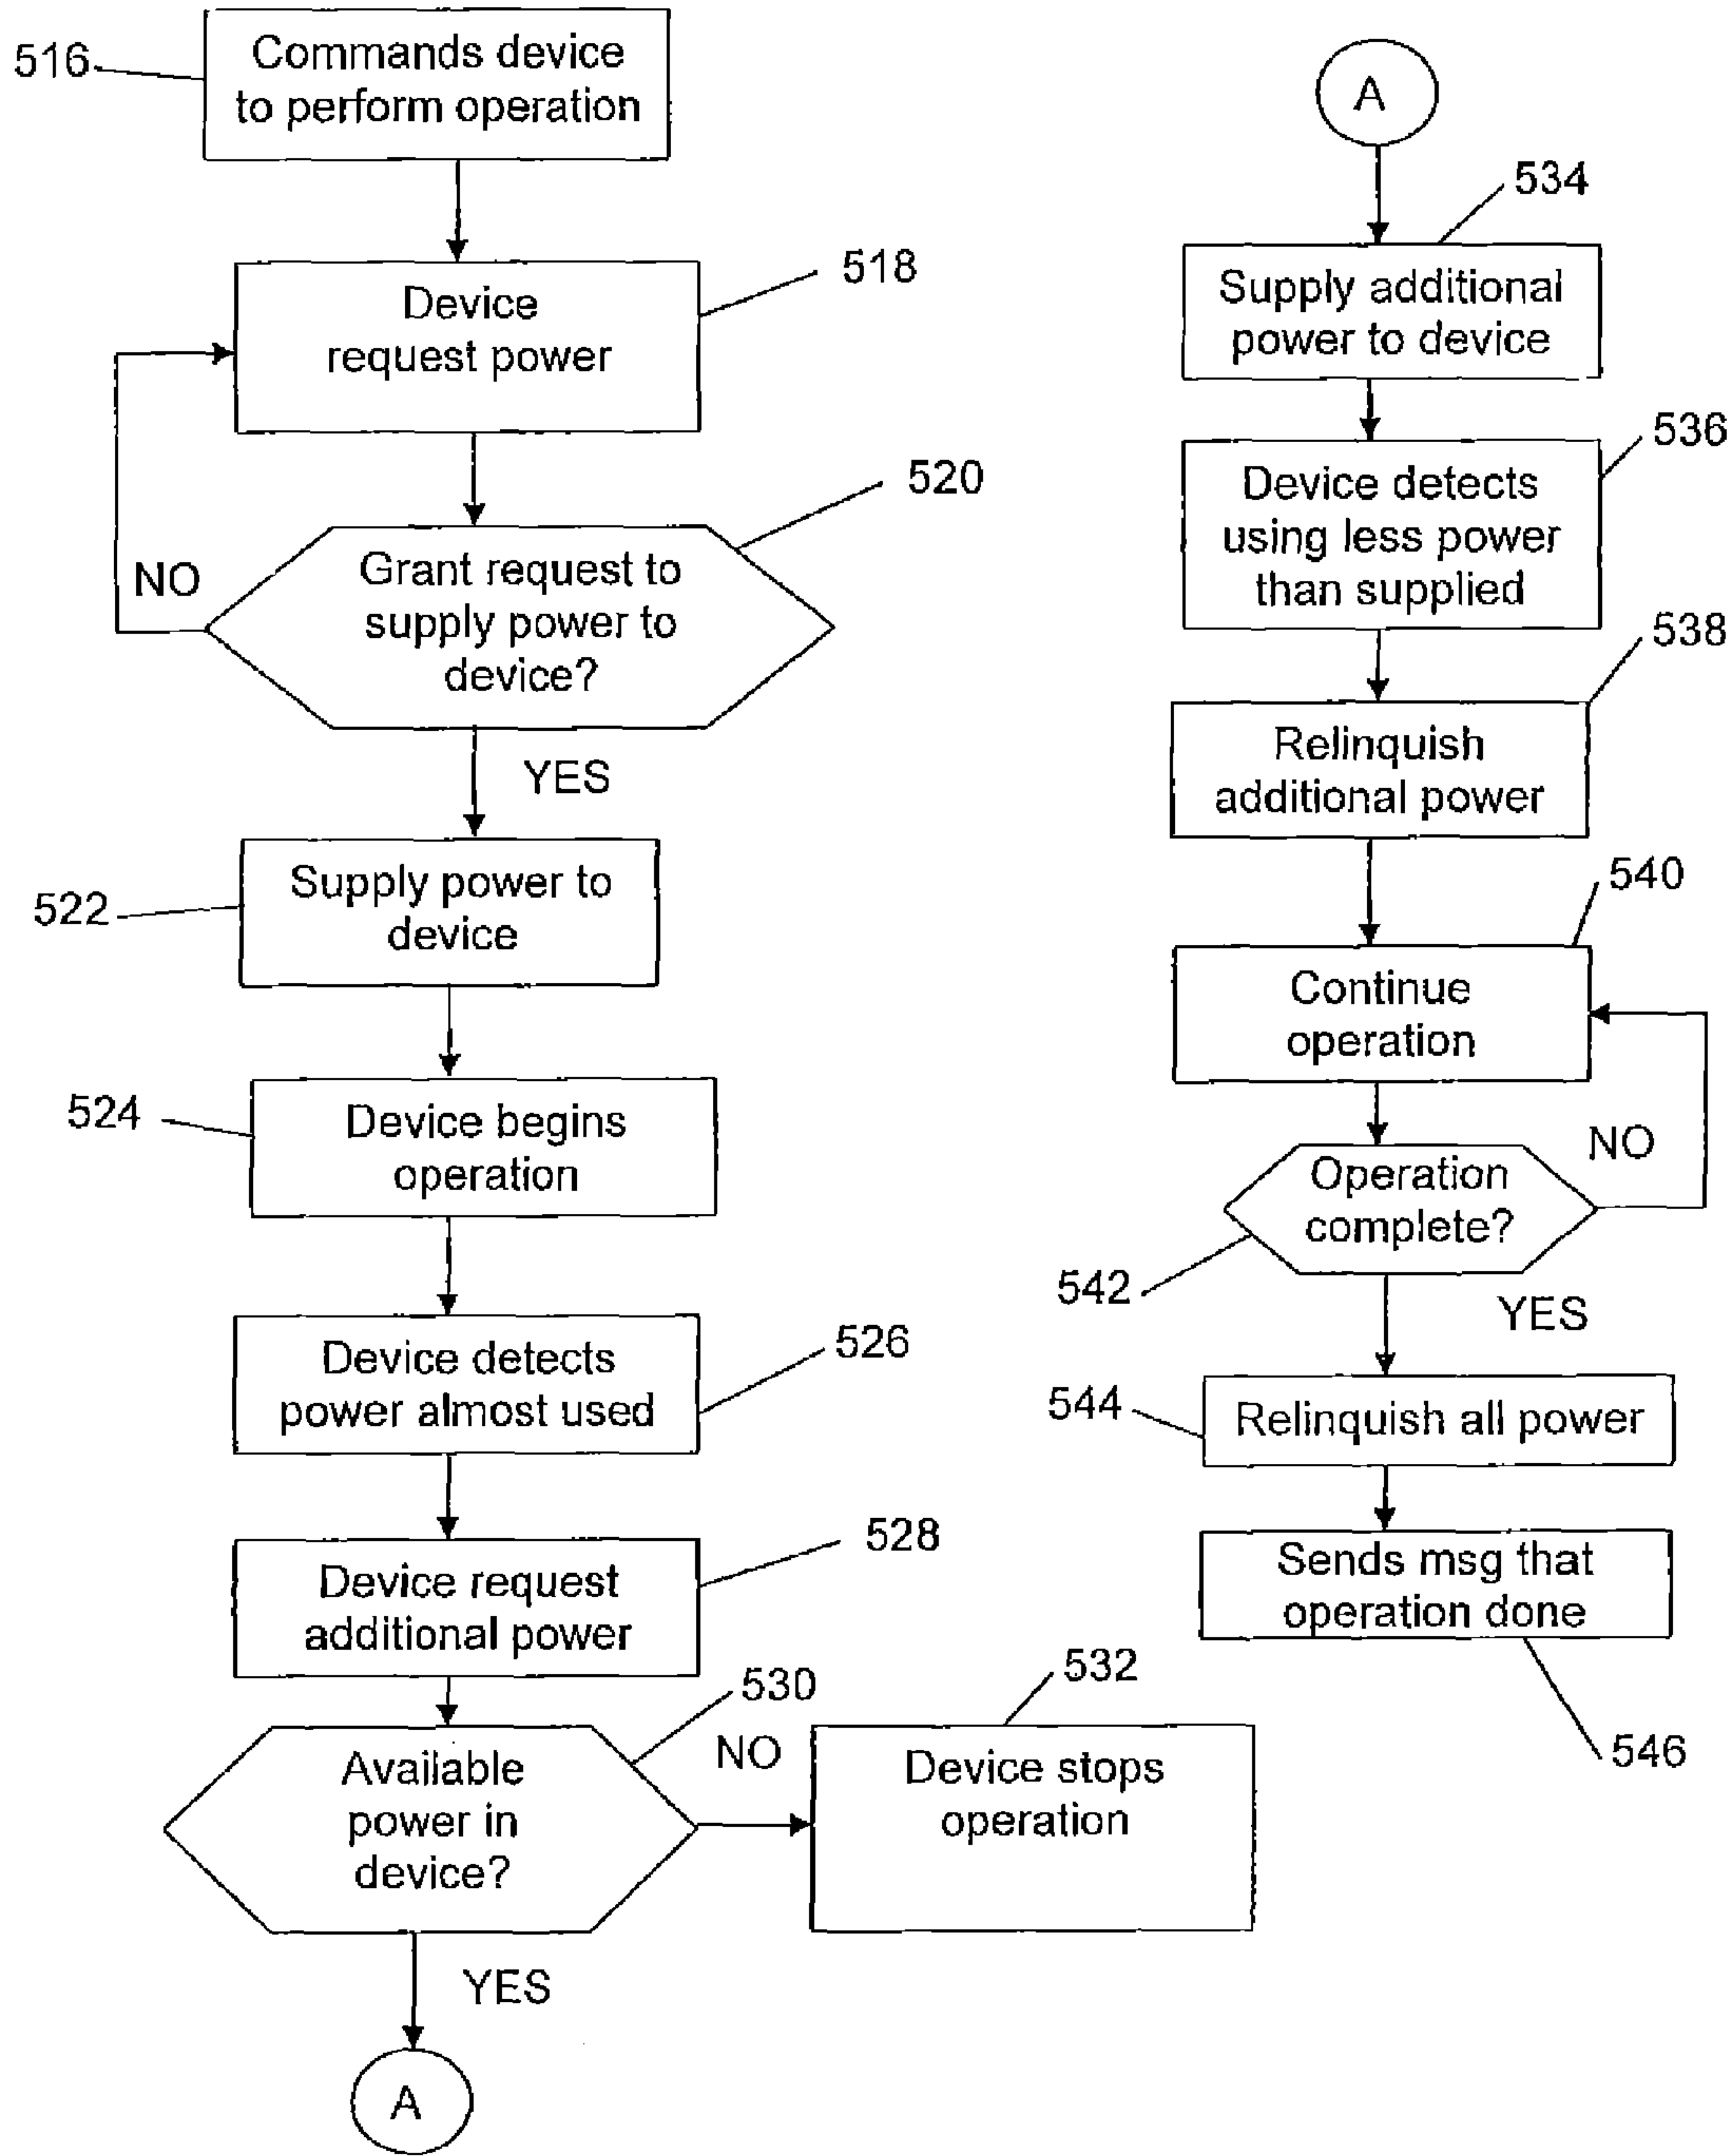 516
Commands device
to perform operation
518
Device
request power
520
Grant request to
supply power to
device?
NO
YES
522
Supply power to
device
524
Device begins
operation
526
Device detects
power almost used
528
Device request
additional power
530
Available
power in
device?
NO
532
Device stops
operation
YES
A
A
534
Supply additional
power to device
536
Device detects
using less power
than supplied
538
Relinquish
additional power
540
Continue
operation
NO
Operation
complete?
542
YES
544
Relinquish all power
Sends msg that
operation done
546